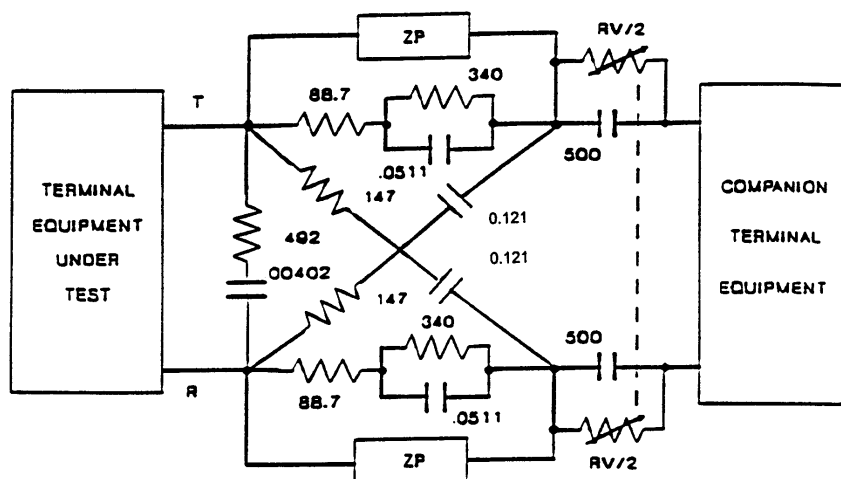 ZP
RV/2
340
88.7
T
.0511
500
147
0.121
TERMINAL
EQUIPMENT
UNDER
TEST
COMPANION
TERMINAL
EQUIPMENT
492
00402
0.121
147
340
500
R
88.7
.0511
ZP
RV/2